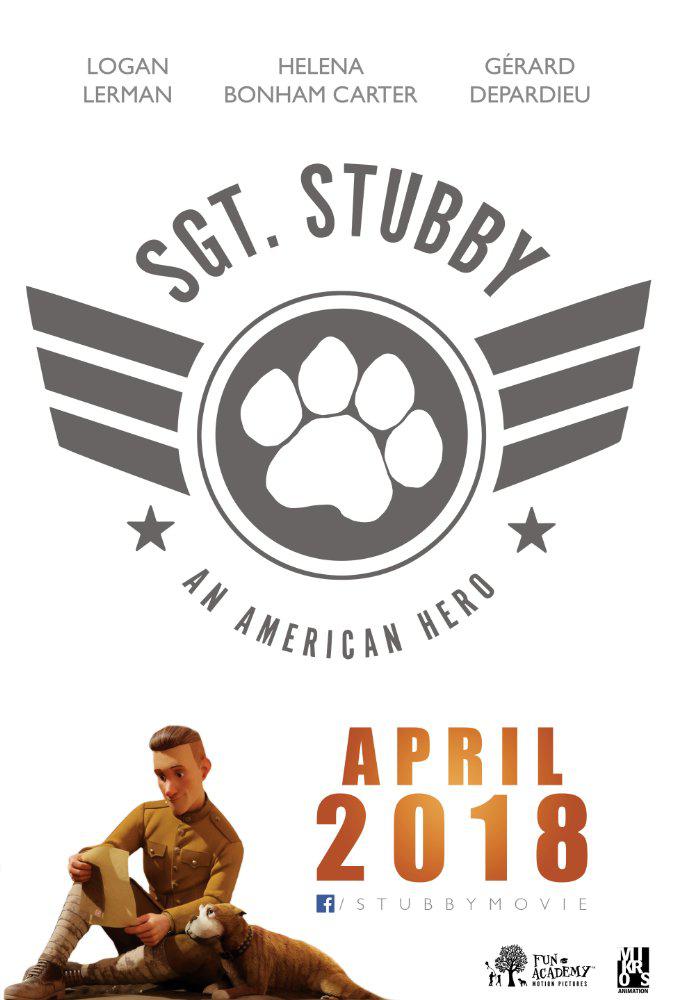 LOGAN
LERMAN
HELENA
BONHAM CARTER
GÉRARD
DEPARDIEU
SGT. STUBBY
AN AMERICAN HERO
APRIL
2018
f/STUBBYMOVIE
FUN
ACADEMY™
MOTION PICTURES
MIKROS
ANIMATION